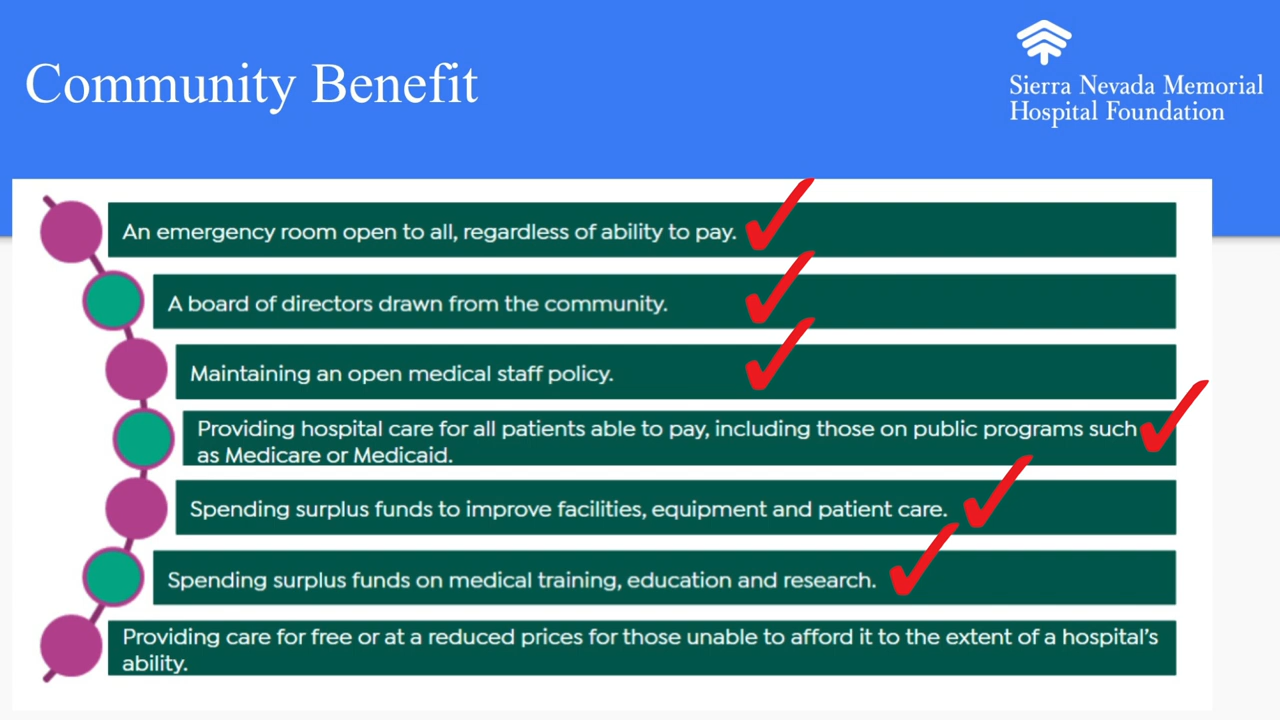 Community Benefit
Sierra Nevada Memorial
Hospital Foundation
An emergency room open to all, regardless of ability to pay.
A board of directors drawn from the community.
Maintaining an open medical staff policy.
Providing hospital care for all patients able to pay, including those on public programs such
as Medicare or Medicaid.
Spending surplus funds to improve facilities, equipment and patient care.
Spending surplus funds on medical training, education and research.
Providing care for free or at a reduced prices for those unable to afford it to the extent of a hospital's
ability.